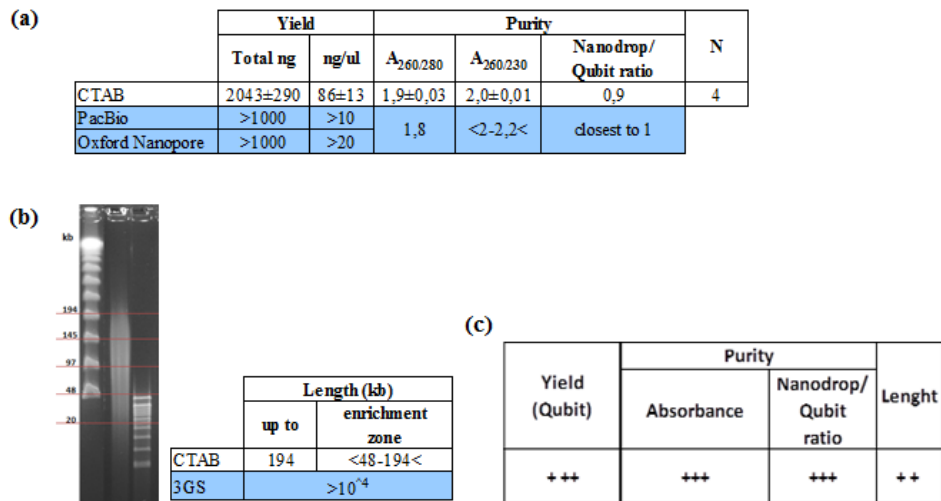 (a)
Yield Purity N
Total ng ng/ul A260/280 A260/230 Nanodrop/
Qubit ratio
CTAB 2043±290 86±13 1,9±0,03 2,0±0,01 0,9 4
PacBio >1000 >10 1,8 <2-2,2< closest to 1
Oxford Nanopore >1000 >20
(b)
kb
194
145
97
48
20
Length (kb)
up to enrichment
zone
CTAB 194 <48-194<
3GS >10^4
(c)
Yield
(Qubit) Purity Lenght
Absorbance Nanodrop/
Qubit
ratio
+++ +++ +++ ++